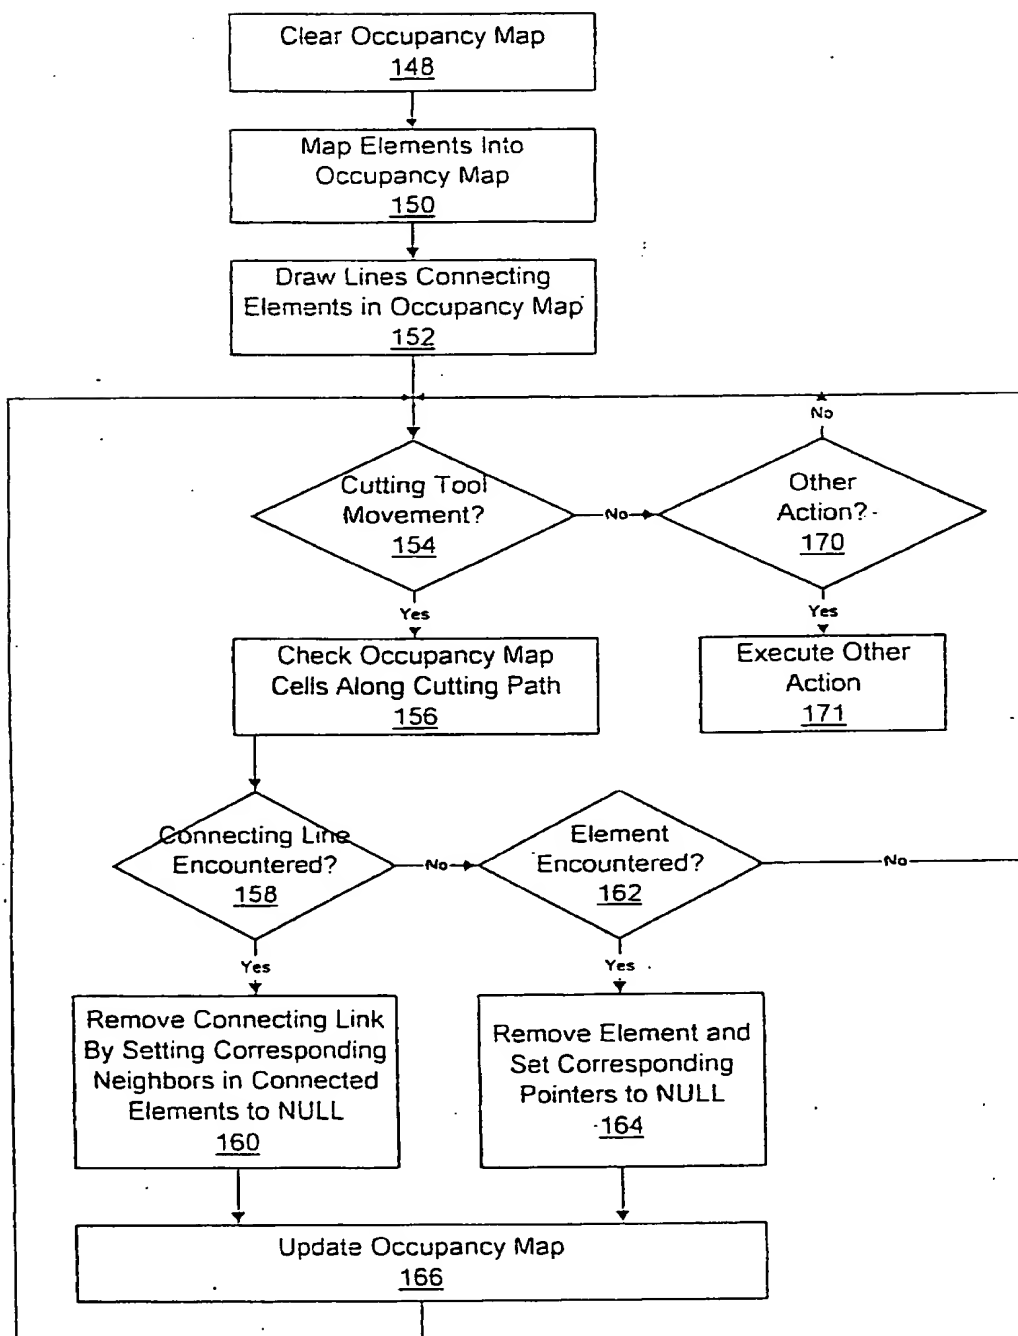 Clear Occupancy Map
148
Map Elements Into
Occupancy Map
150
Draw Lines Connecting
Elements in Occupancy Map
152
No
Cutting Tool
Movement?
154
No
Other
Action?
170
Yes
Yes
Check Occupancy Map
Cells Along Cutting Path
156
Execute Other
Action
171
Connecting Line
Encountered?
158
No
Element
Encountered?
162
No
Yes
Yes
Remove Connecting Link
By Setting Corresponding
Neighbors in Connected
Elements to NULL
160
Remove Element and
Set Corresponding
Pointers to NULL
164
Update Occupancy Map
166